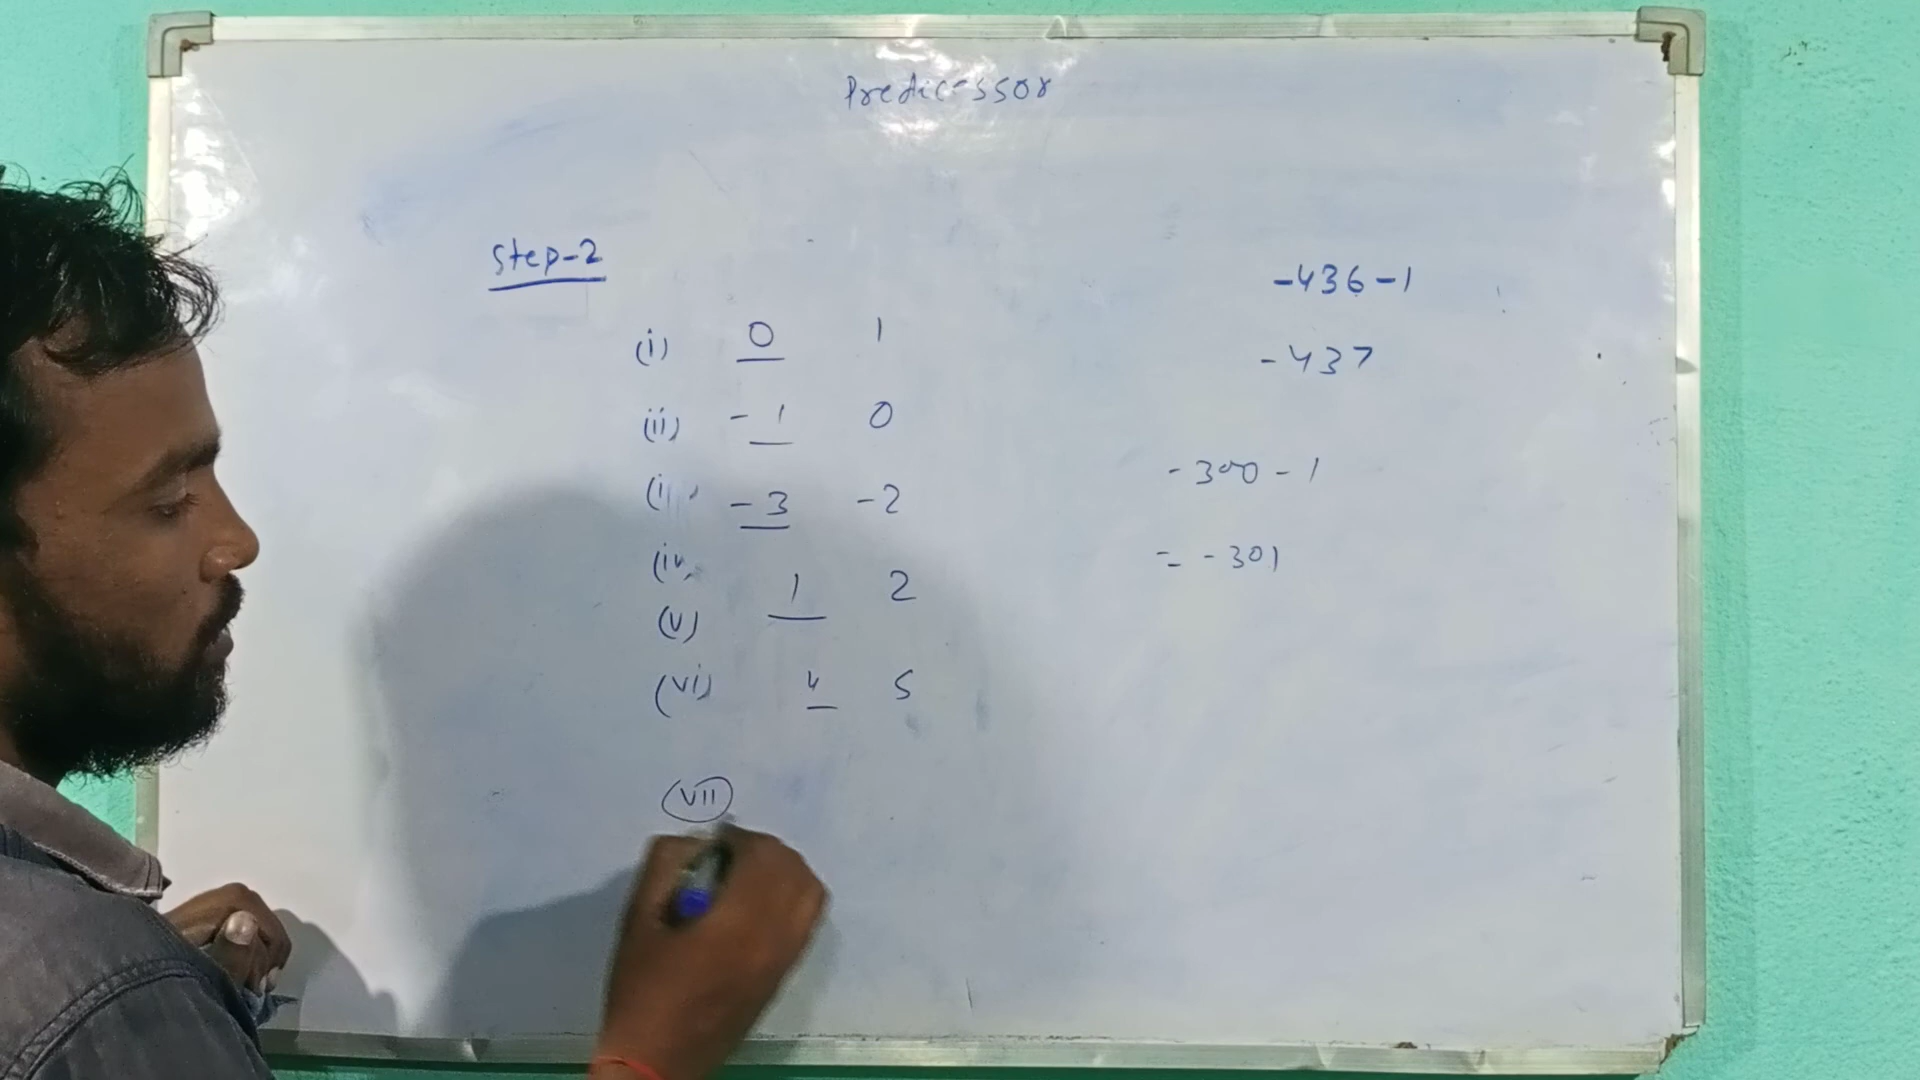 Predicessor
Step-2
(i) 0 1
(ii) -1 0
-3 -2
(iv)
1 2
(v)
(vi) 4 5
(vii)
-436-1
-437
-300-1
= -301